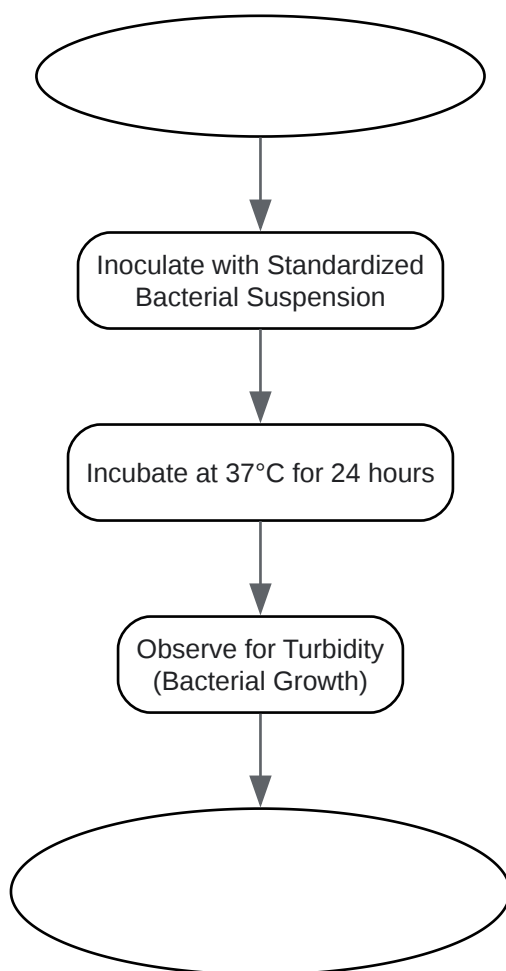 Inoculate with Standardized
Bacterial Suspension
Incubate at 37°C for 24 hours
Observe for Turbidity
(Bacterial Growth)